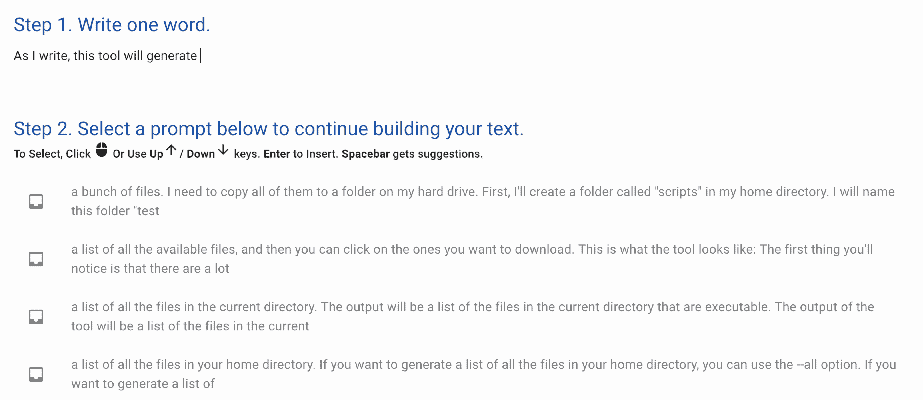 Step 1. Write one word.
As I write, this tool will generate
Step 2. Select a prompt below to continue building your text.
To Select, Click Or Use Up / Down keys. Enter to Insert. Spacebar gets suggestions.
a bunch of files. I need to copy all of them to a folder on my hard drive. First, I'll create a folder called "scripts" in my home directory. I will name
this folder "test
a list of all the available files, and then you can click on the ones you want to download. This is what the tool looks like: The first thing you'll
notice is that there are a lot
a list of all the files in the current directory. The output will be a list of the files in the current directory that are executable. The output of the
tool will be a list of the files in the current
a list of all the files in your home directory. If you want to generate a list of all the files in your home directory, you can use the --all option. If you
want to generate a list of